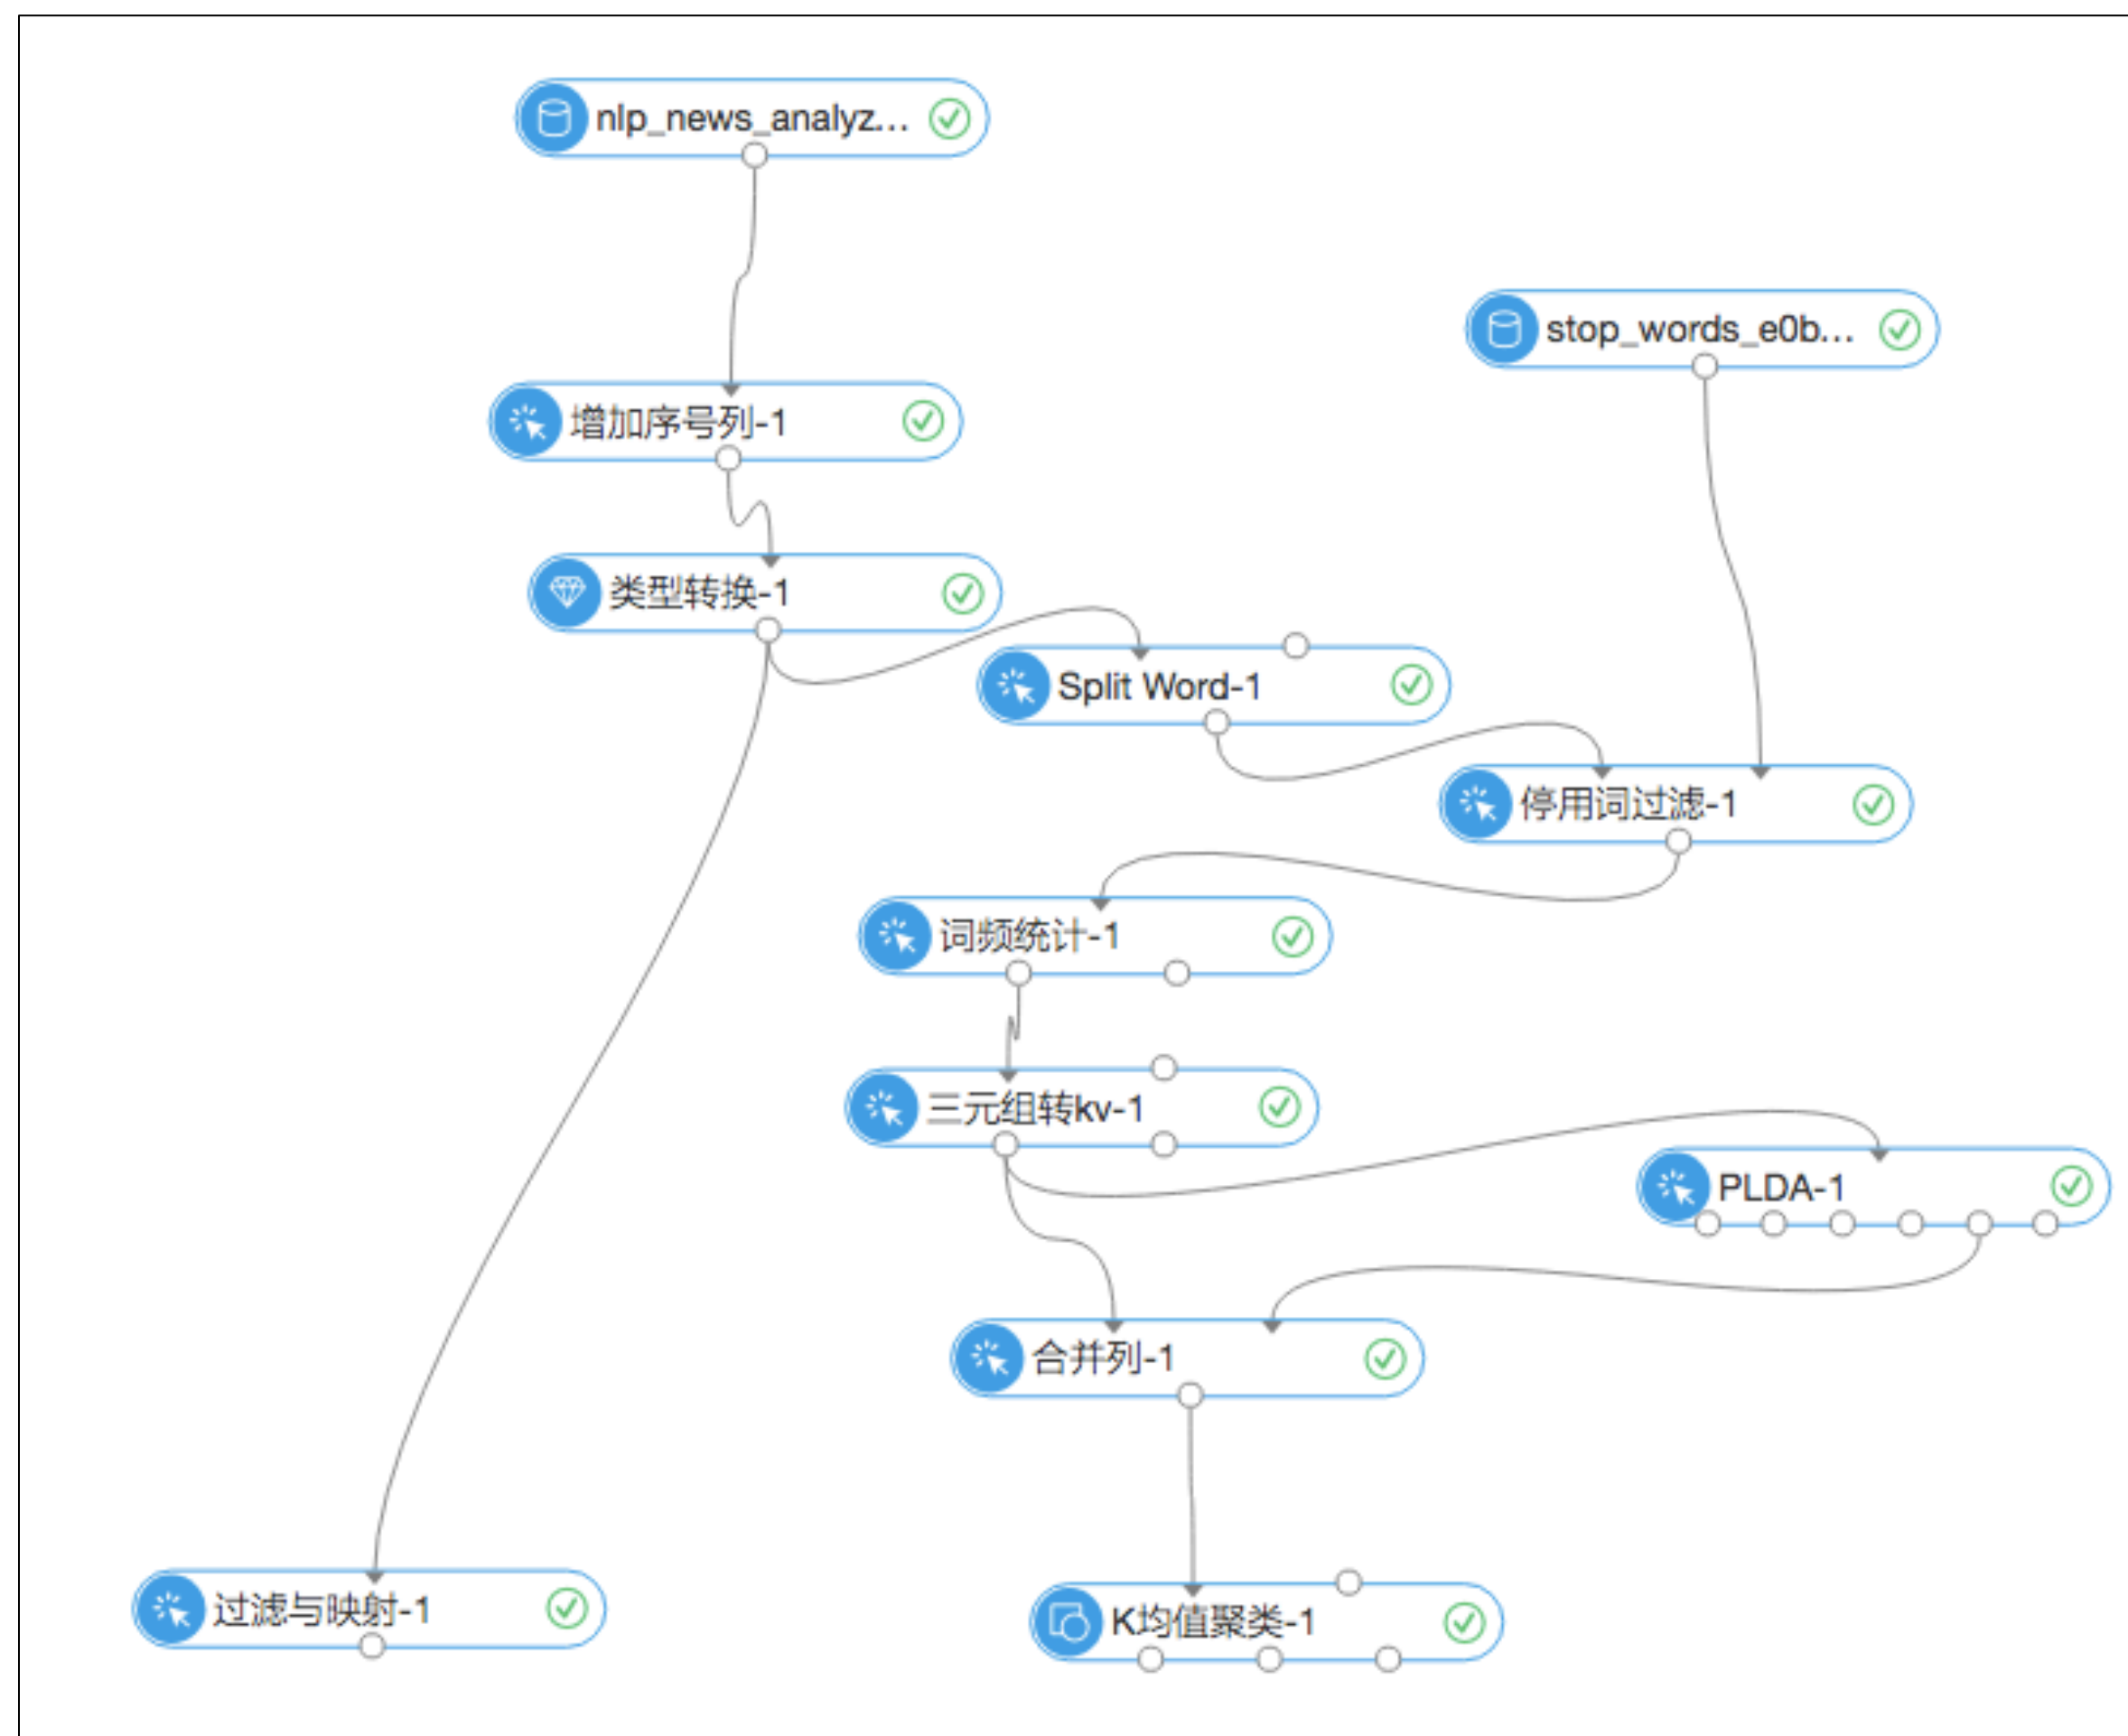 nlp_news_analyz...
stop_words_e0b...
增加序号列-1
类型转换-1
Split Word-1
停用词过滤-1
词频统计-1
三元组转kv-1
PLDA-1
合并列-1
过滤与映射-1
K均值聚类-1